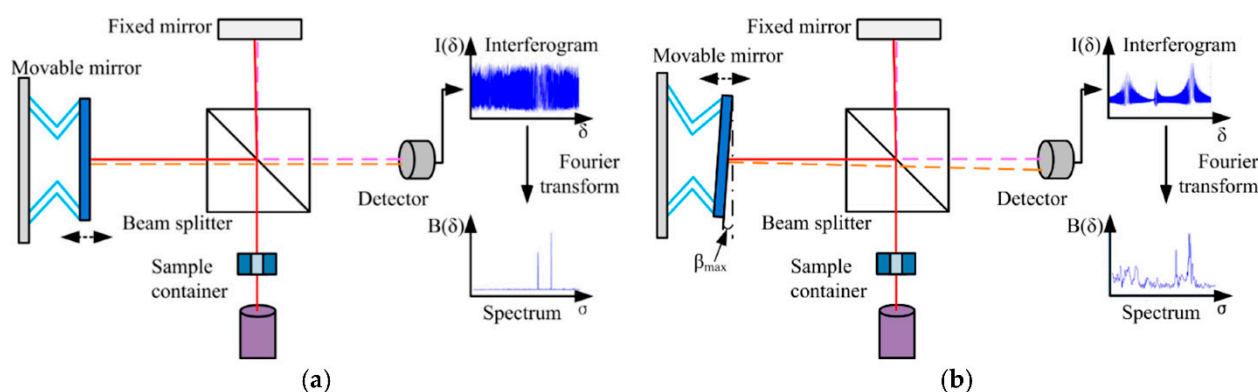 Fixed mirror
Movable mirror
I(δ)
Interferogram
δ
Fourier
transform
Detector
Beam splitter
B(δ)
Sample
container
Spectrum
σ
(a)
Fixed mirror
Movable mirror
I(δ)
Interferogram
δ
Fourier
transform
Detector
Beam splitter
βmax
B(δ)
Sample
container
Spectrum
σ
(b)